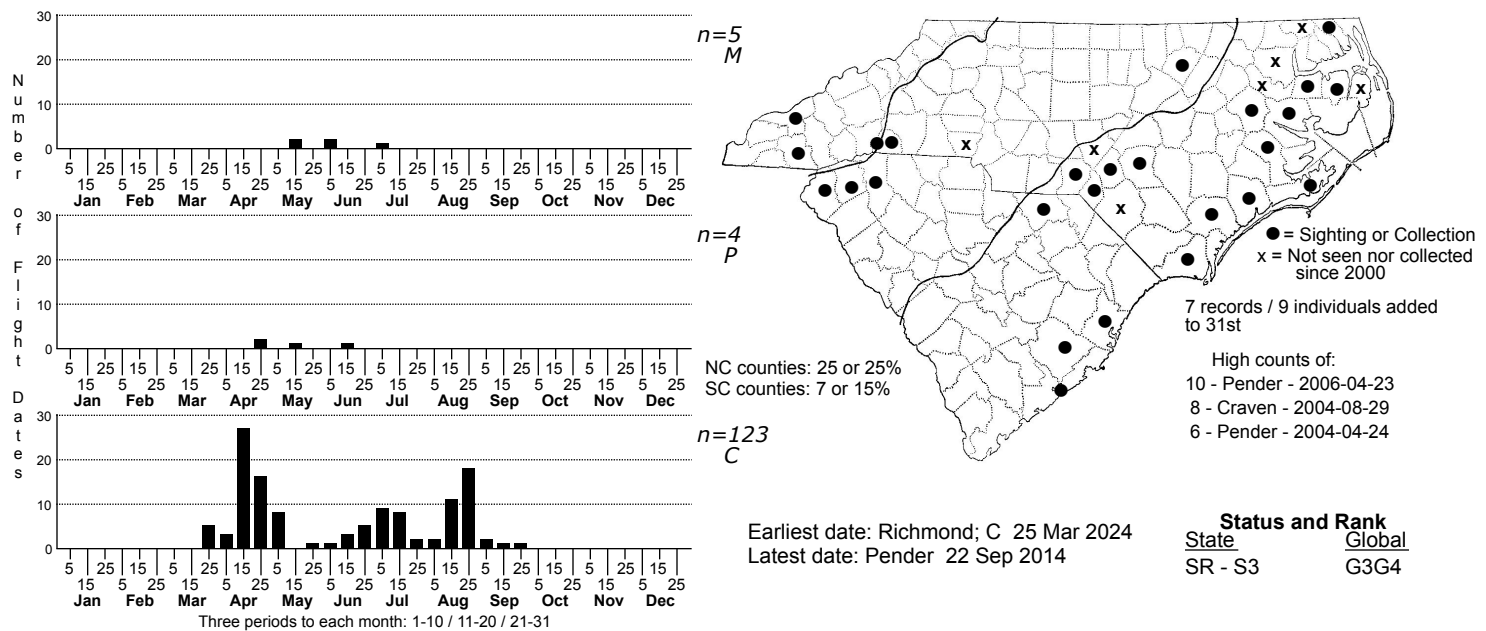 Number of Flight Dates
30
20
10
0
n=5
M
5 15 25 5 15 25 5 15 25 5 15 25 5 15 25 5 15 25 5 15 25 5 15 25 5 15 25 5 15 25 5 15 25 5 15 25
Jan Feb Mar Apr May Jun Jul Aug Sep Oct Nov Dec
30
20
10
0
n=4
P
5 15 25 5 15 25 5 15 25 5 15 25 5 15 25 5 15 25 5 15 25 5 15 25 5 15 25 5 15 25 5 15 25 5 15 25
Jan Feb Mar Apr May Jun Jul Aug Sep Oct Nov Dec
30
20
10
0
n=123
C
5 15 25 5 15 25 5 15 25 5 15 25 5 15 25 5 15 25 5 15 25 5 15 25 5 15 25 5 15 25 5 15 25 5 15 25
Jan Feb Mar Apr May Jun Jul Aug Sep Oct Nov Dec
Three periods to each month: 1-10 / 11-20 / 21-31
x
x
x
x
x
x
x
x
= Sighting or Collection
x = Not seen nor collected
since 2000
7 records / 9 individuals added
to 31st
NC counties: 25 or 25%
SC counties: 7 or 15%
High counts of:
10 - Pender - 2006-04-23
8 - Craven - 2004-08-29
6 - Pender - 2004-04-24
Earliest date: Richmond; C 25 Mar 2024
Latest date: Pender 22 Sep 2014
Status and Rank
State Global
SR - S3 G3G4